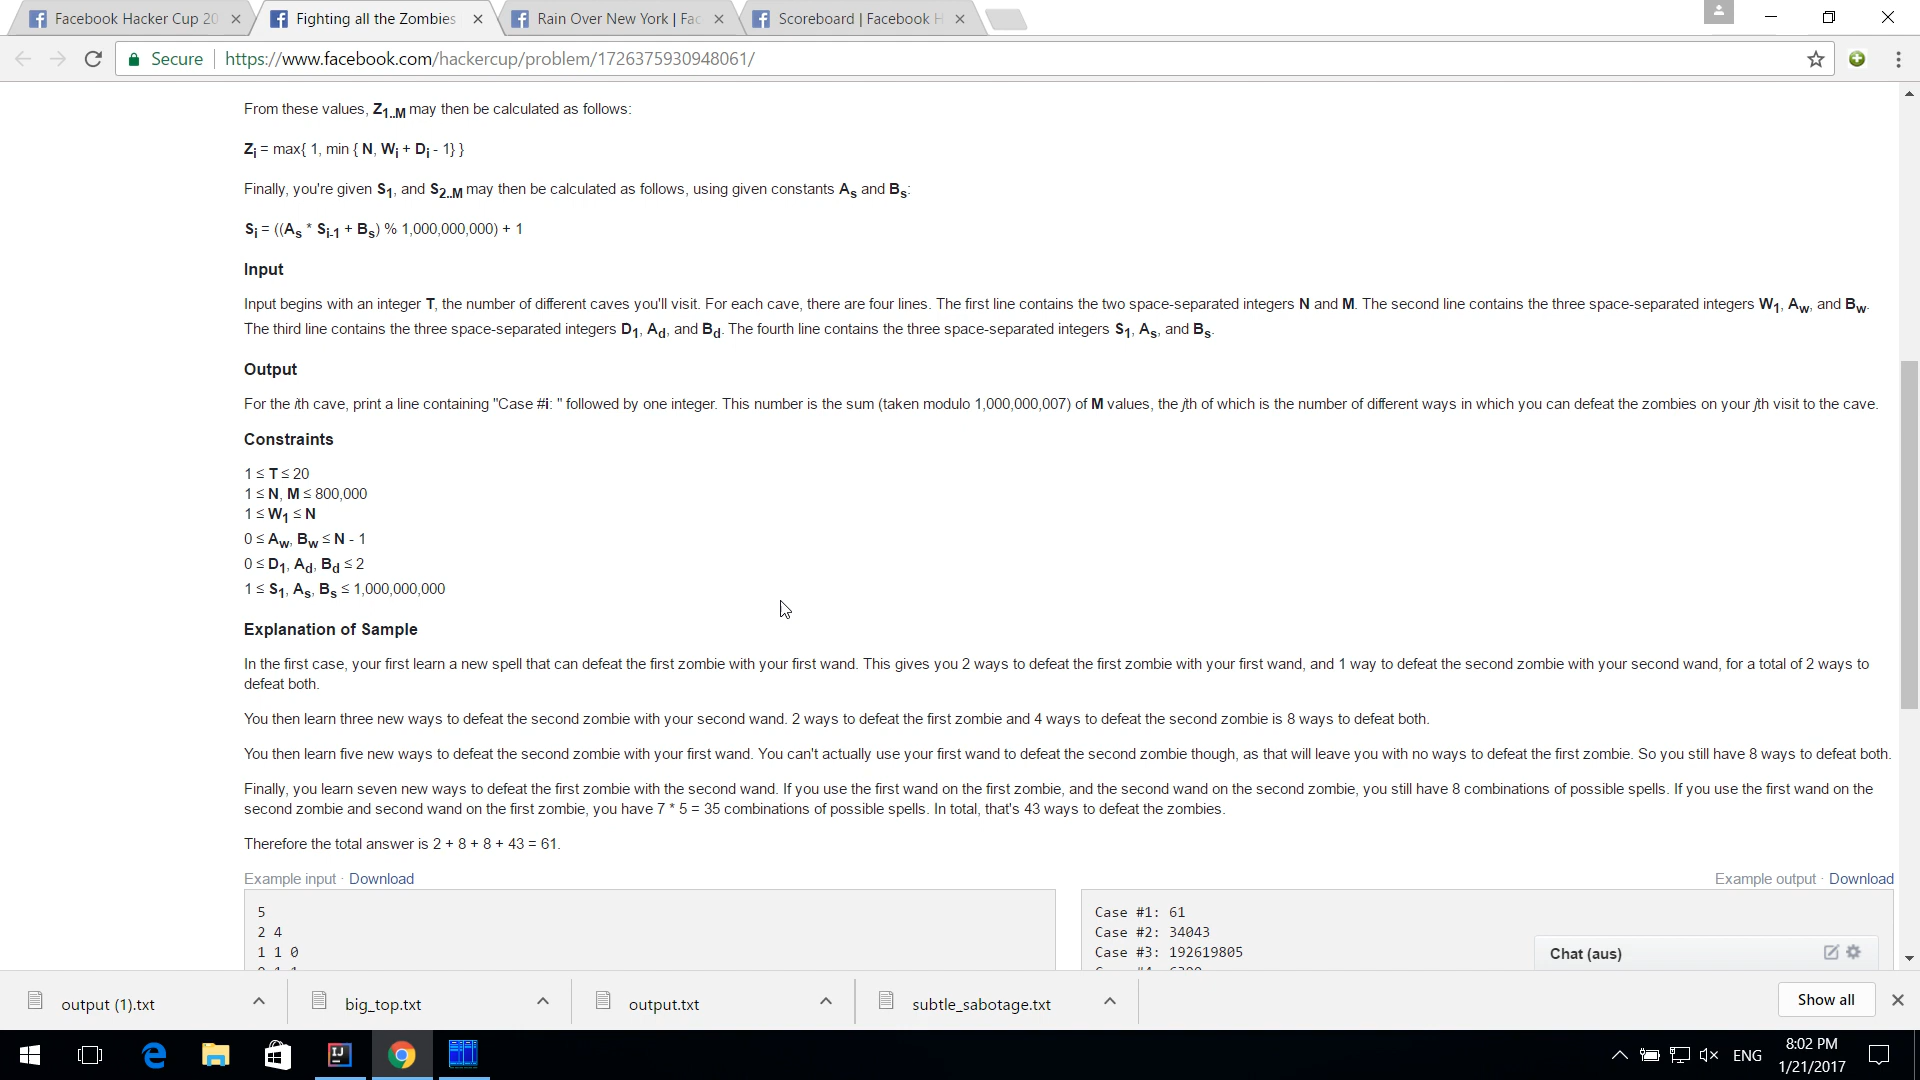 Facebook Hacker Cup 20
Fighting all the Zombies
Rain Over New York | Fac
Scoreboard | Facebook H
Secure
https://www.facebook.com/hackercup/problem/1726375930948061/
From these values, Z1..M may then be calculated as follows:
Zi = max{ 1, min { N, Wi + Di - 1} }
Finally, you're given S1, and S2..M may then be calculated as follows, using given constants As and Bs:
Si = ((As * Si-1 + Bs) % 1,000,000,000) + 1
Input
Input begins with an integer T, the number of different caves you'll visit. For each cave, there are four lines. The first line contains the two space-separated integers N and M. The second line contains the three space-separated integers W1, Aw, and Bw.
The third line contains the three space-separated integers D1, Ad, and Bd. The fourth line contains the three space-separated integers S1, As, and Bs.
Output
For the ith cave, print a line containing "Case #i: " followed by one integer. This number is the sum (taken modulo 1,000,000,007) of M values, the jth of which is the number of different ways in which you can defeat the zombies on your jth visit to the cave.
Constraints
1 ≤ T ≤ 20
1 ≤ N, M ≤ 800,000
1 ≤ W1 ≤ N
0 ≤ Aw, Bw ≤ N - 1
0 ≤ D1, Ad, Bd ≤ 2
1 ≤ S1, As, Bs ≤ 1,000,000,000
Explanation of Sample
In the first case, your first learn a new spell that can defeat the first zombie with your first wand. This gives you 2 ways to defeat the first zombie with your first wand, and 1 way to defeat the second zombie with your second wand, for a total of 2 ways to
defeat both.
You then learn three new ways to defeat the second zombie with your second wand. 2 ways to defeat the first zombie and 4 ways to defeat the second zombie is 8 ways to defeat both.
You then learn five new ways to defeat the second zombie with your first wand. You can't actually use your first wand to defeat the second zombie though, as that will leave you with no ways to defeat the first zombie. So you still have 8 ways to defeat both.
Finally, you learn seven new ways to defeat the first zombie with the second wand. If you use the first wand on the first zombie, and the second wand on the second zombie, you still have 8 combinations of possible spells. If you use the first wand on the
second zombie and second wand on the first zombie, you have 7 * 5 = 35 combinations of possible spells. In total, that's 43 ways to defeat the zombies.
Therefore the total answer is 2 + 8 + 8 + 43 = 61.
Example input · Download
Example output · Download
5
2 4
1 1 0
Case #1: 61
Case #2: 34043
Case #3: 192619805
Chat (aus)
output (1).txt
big_top.txt
output.txt
subtle_sabotage.txt
Show all
ENG
8:02 PM
1/21/2017